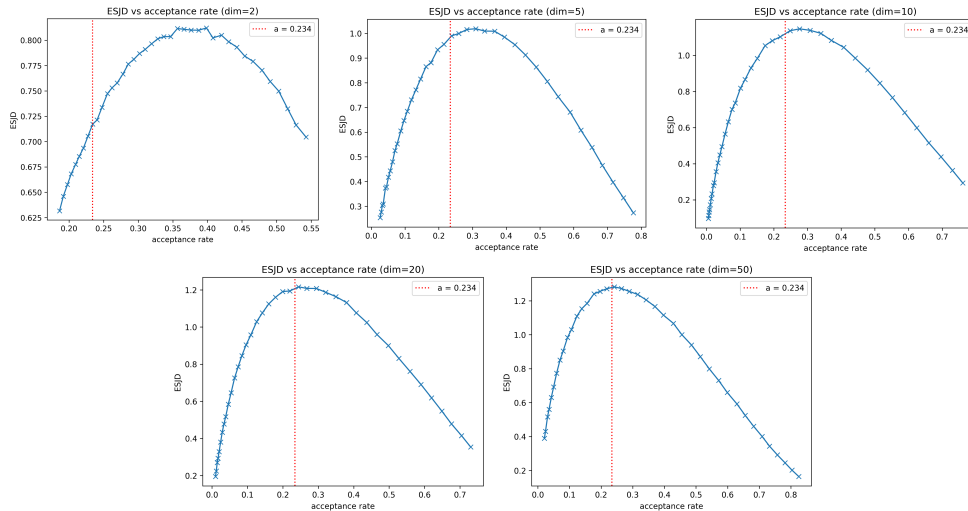 ESJD vs acceptance rate (dim=2)
a = 0.234
ESJD
0.800
0.775
0.750
0.725
0.700
0.675
0.650
0.625
0.20 0.25 0.30 0.35 0.40 0.45 0.50 0.55
acceptance rate
ESJD vs acceptance rate (dim=5)
a = 0.234
ESJD
1.0
0.9
0.8
0.7
0.6
0.5
0.4
0.3
0.0 0.1 0.2 0.3 0.4 0.5 0.6 0.7 0.8
acceptance rate
ESJD vs acceptance rate (dim=10)
a = 0.234
ESJD
1.0
0.8
0.6
0.4
0.2
0.0 0.1 0.2 0.3 0.4 0.5 0.6 0.7
acceptance rate
ESJD vs acceptance rate (dim=20)
a = 0.234
ESJD
1.2
1.0
0.8
0.6
0.4
0.2
0.0 0.1 0.2 0.3 0.4 0.5 0.6 0.7
acceptance rate
ESJD vs acceptance rate (dim=50)
a = 0.234
ESJD
1.2
1.0
0.8
0.6
0.4
0.2
0.0 0.1 0.2 0.3 0.4 0.5 0.6 0.7 0.8
acceptance rate